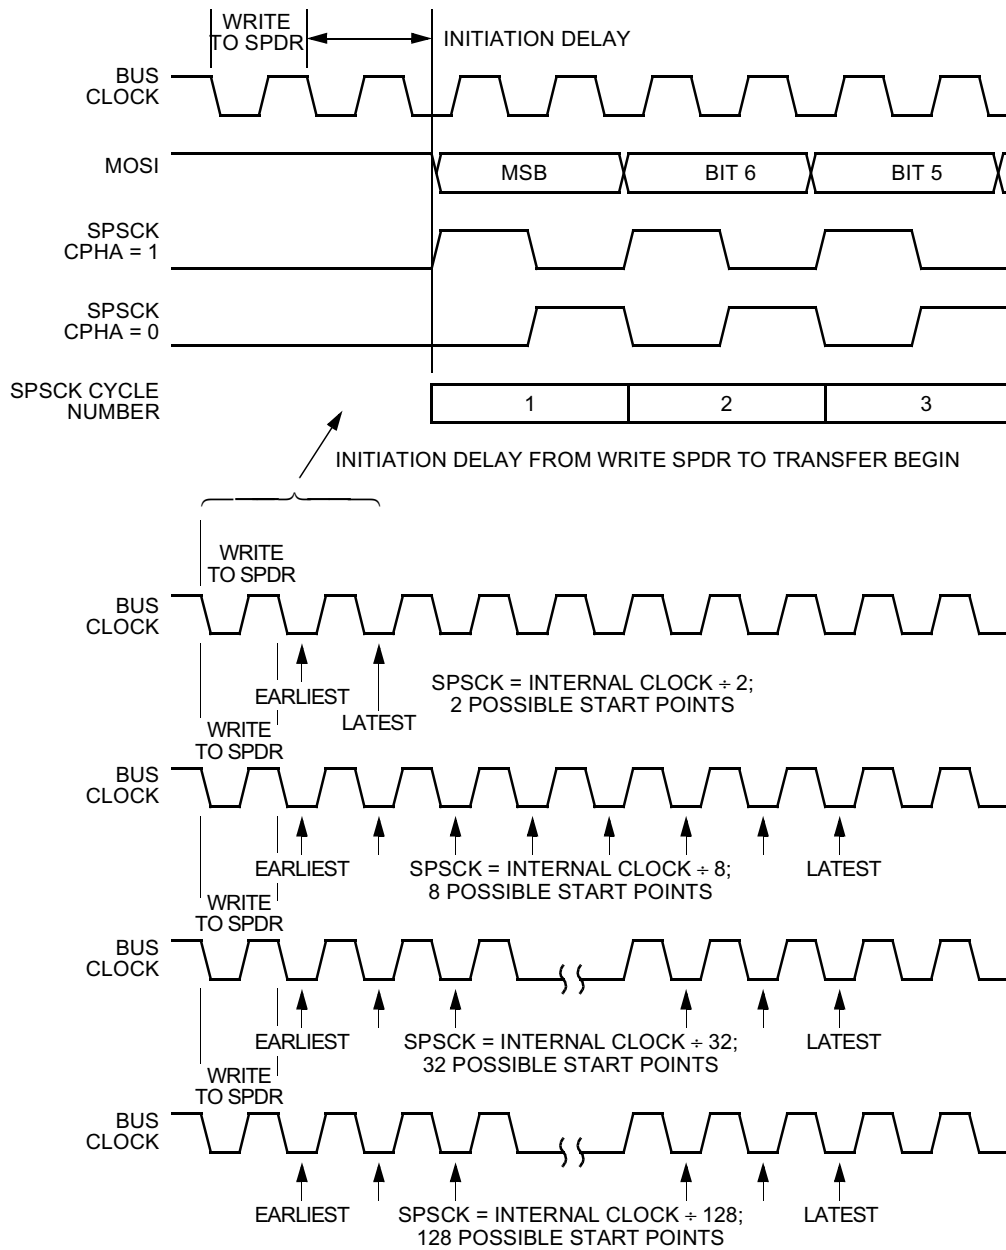 WRITE
TO SPDR
INITIATION DELAY
BUS
CLOCK
MOSI
MSB
BIT 6
BIT 5
SPSCK
CPHA = 1
SPSCK
CPHA = 0
SPSCK CYCLE
NUMBER
1
2
3
INITIATION DELAY FROM WRITE SPDR TO TRANSFER BEGIN
WRITE
TO SPDR
BUS
CLOCK
EARLIEST
LATEST
SPSCK = INTERNAL CLOCK ÷ 2;
2 POSSIBLE START POINTS
WRITE
TO SPDR
BUS
CLOCK
EARLIEST
SPSCK = INTERNAL CLOCK ÷ 8;
8 POSSIBLE START POINTS
LATEST
WRITE
TO SPDR
BUS
CLOCK
EARLIEST
SPSCK = INTERNAL CLOCK ÷ 32;
32 POSSIBLE START POINTS
LATEST
WRITE
TO SPDR
BUS
CLOCK
EARLIEST
SPSCK = INTERNAL CLOCK ÷ 128;
128 POSSIBLE START POINTS
LATEST